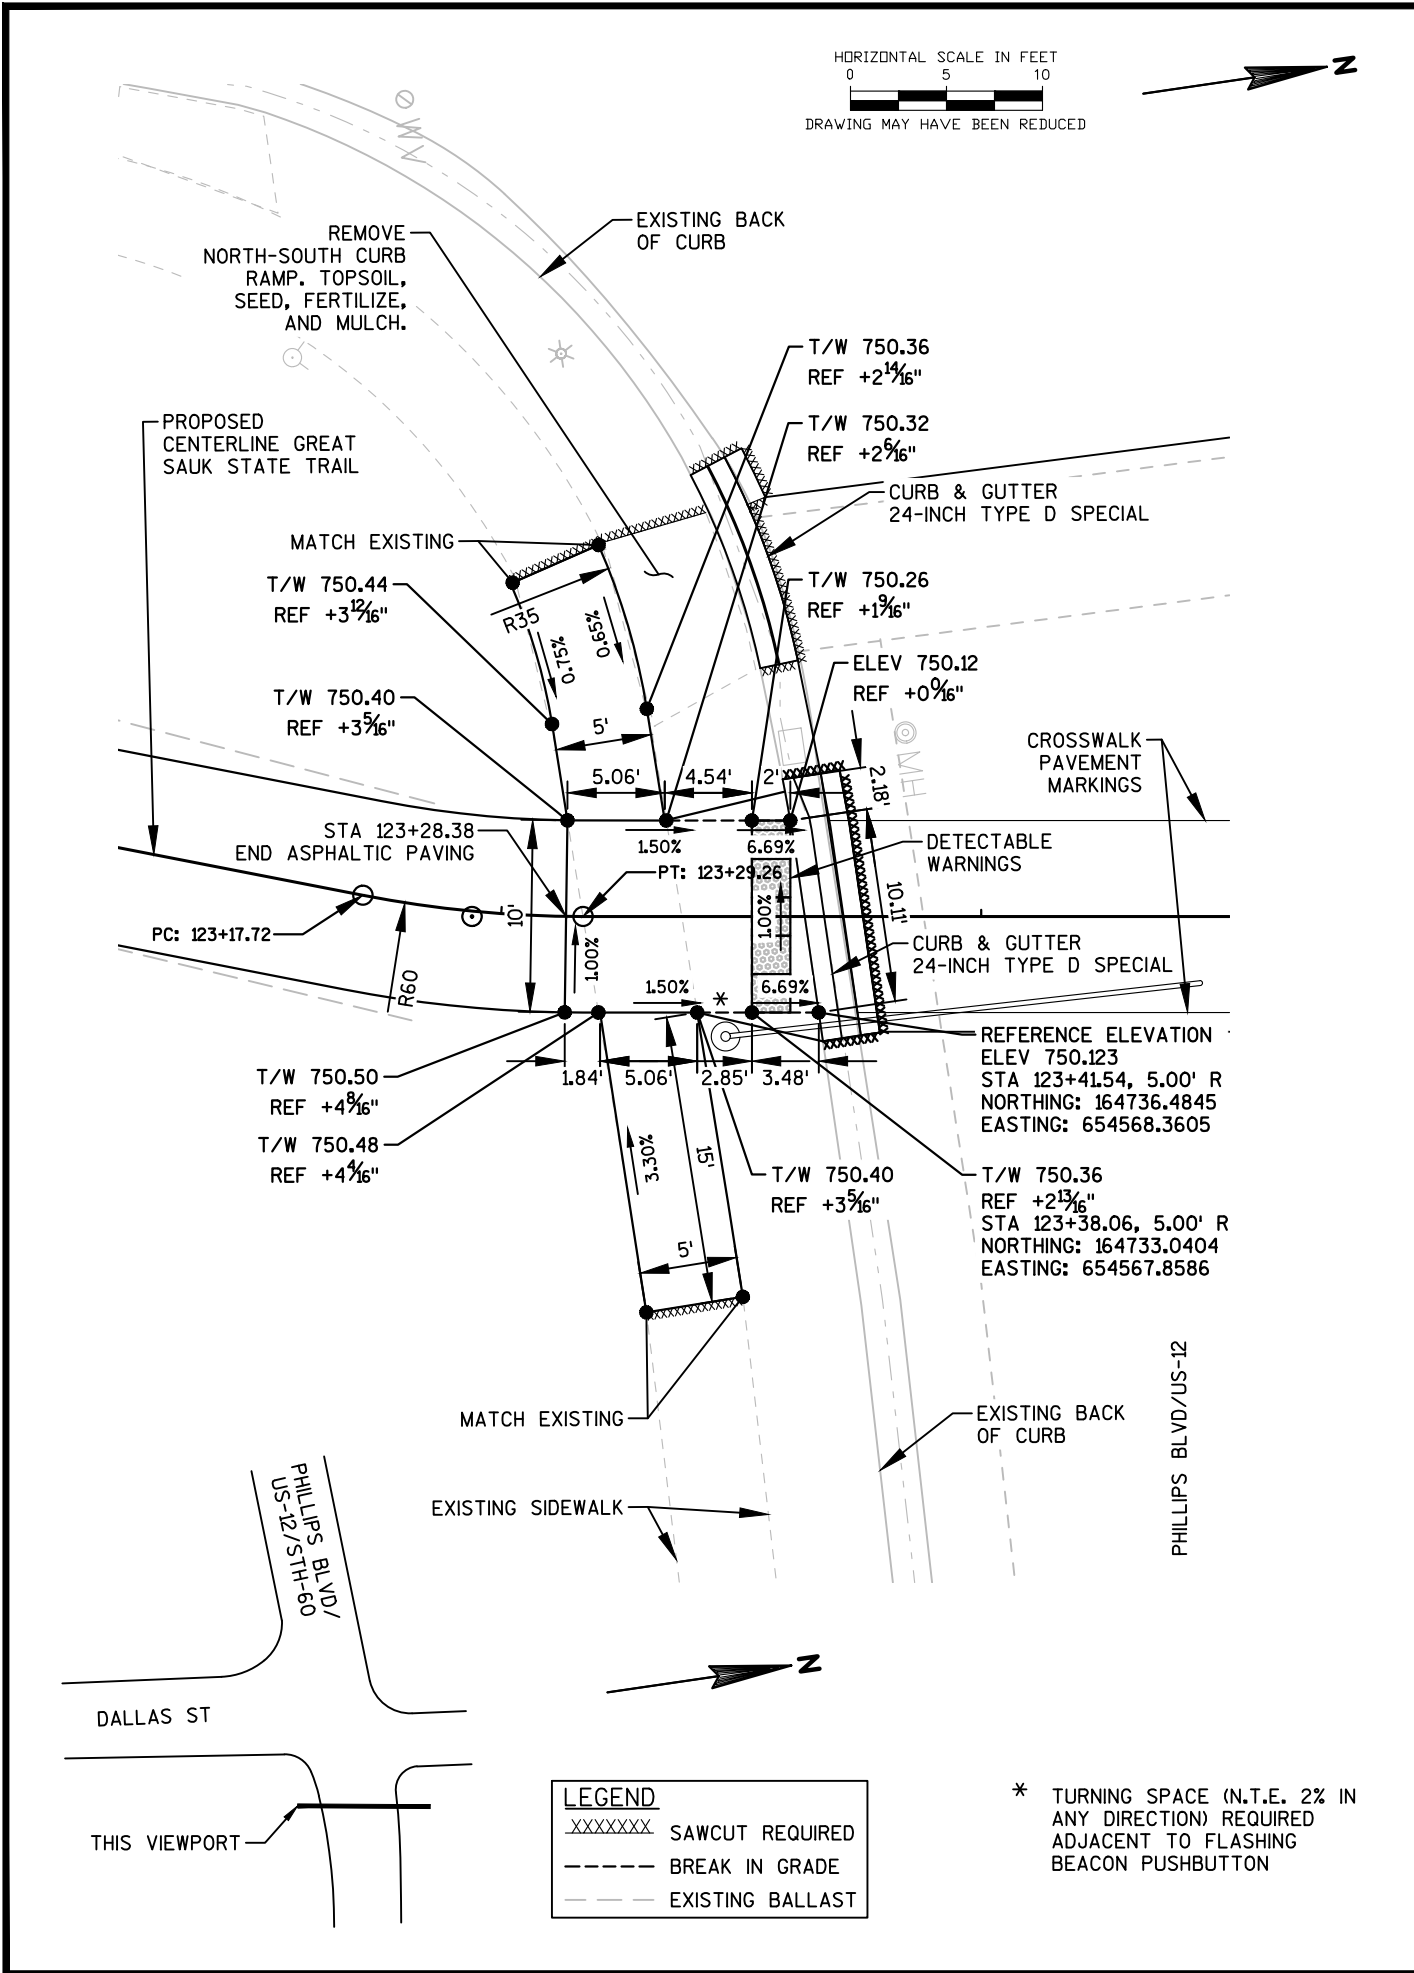 HORIZONTAL SCALE IN FEET
0 5 10
DRAWING MAY HAVE BEEN REDUCED
N
WV
EXISTING BACK
OF CURB
REMOVE
NORTH-SOUTH CURB
RAMP. TOPSOIL,
SEED, FERTILIZE,
AND MULCH.
T/W 750.36
REF +2 14/16"
T/W 750.32
REF +2 6/16"
PROPOSED
CENTERLINE GREAT
SAUK STATE TRAIL
CURB & GUTTER
24-INCH TYPE D SPECIAL
MATCH EXISTING
T/W 750.44
REF +3 12/16"
T/W 750.26
REF +1 9/16"
R35
0.75%
0.65%
ELEV 750.12
REF +0 0/16"
T/W 750.40
REF +3 5/16"
5'
MH
CROSSWALK
PAVEMENT
MARKINGS
5.06' 4.54' 2'
2.18'
STA 123+28.38
END ASPHALTIC PAVING
1.50% 6.69%
DETECTABLE
WARNINGS
PT: 123+29.26
10'
1.00%
10.11'
PC: 123+17.72
1.00%
CURB & GUTTER
24-INCH TYPE D SPECIAL
R60
1.50% * 6.69%
REFERENCE ELEVATION
ELEV 750.123
STA 123+41.54, 5.00' R
NORTHING: 164736.4845
EASTING: 654568.3605
1.84' 5.06' 2.85' 3.48'
T/W 750.50
REF +4 8/16"
T/W 750.48
REF +4 4/16"
3.30%
15'
T/W 750.40
REF +3 5/16"
T/W 750.36
REF +2 13/16"
STA 123+38.06, 5.00' R
NORTHING: 164733.0404
EASTING: 654567.8586
5'
MATCH EXISTING
EXISTING BACK
OF CURB
PHILLIPS BLVD/US-12
EXISTING SIDEWALK
PHILLIPS BLVD/
US-12/STH-60
N
DALLAS ST
THIS VIEWPORT
LEGEND
XXXXXXX SAWCUT REQUIRED
BREAK IN GRADE
EXISTING BALLAST
* TURNING SPACE (N.T.E. 2% IN
ANY DIRECTION) REQUIRED
ADJACENT TO FLASHING
BEACON PUSHBUTTON